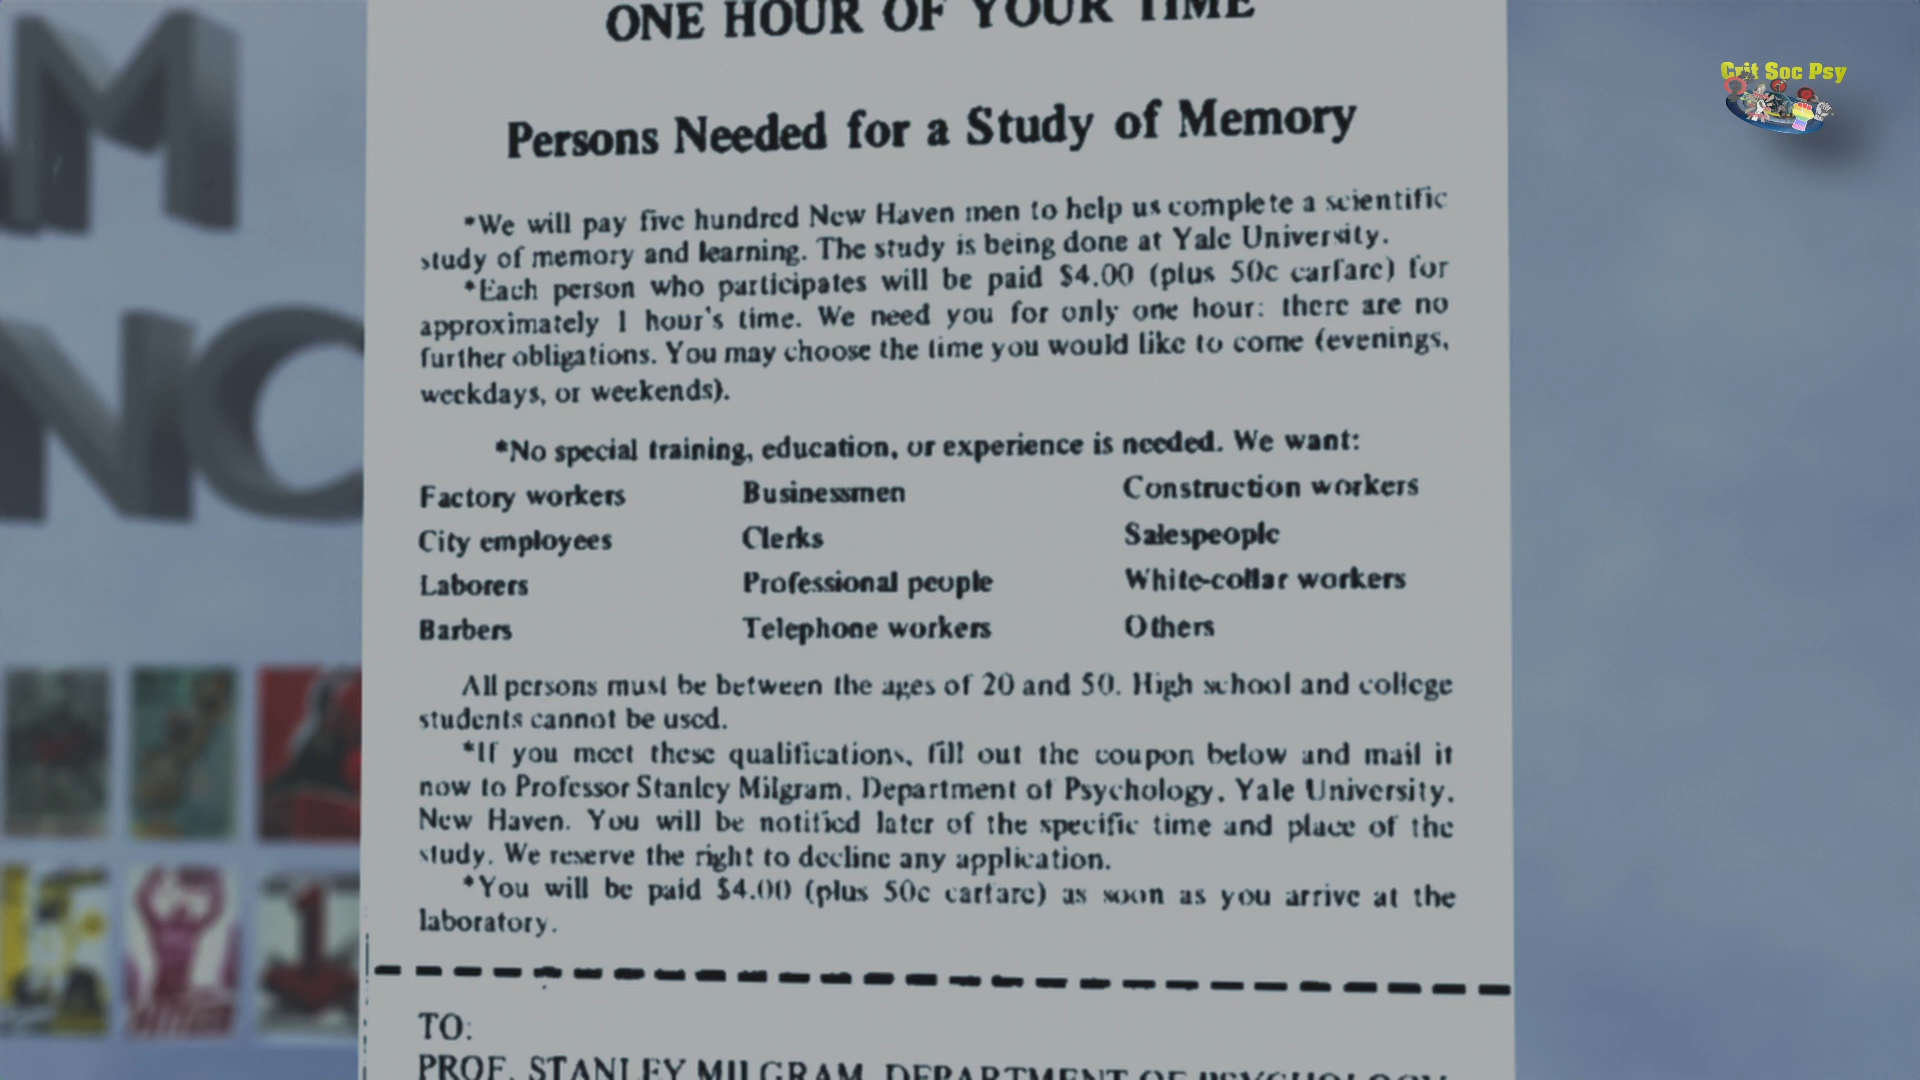 M
NC
Crit Soc Psy
ONE HOUR OF YOUR TIME
Persons Needed for a Study of Memory
*We will pay five hundred New Haven men to help us complete a scientific
study of memory and learning. The study is being done at Yale University.
*Each person who participates will be paid $4.00 (plus 50c carfare) for
approximately 1 hour's time. We need you for only one hour: there are no
further obligations. You may choose the time you would like to come (evenings,
weekdays, or weekends).
*No special training, education, or experience is needed. We want:
Factory workers Businessmen Construction workers
City employees Clerks Salespeople
Laborers Professional people White-collar workers
Barbers Telephone workers Others
All persons must be between the ages of 20 and 50. High school and college
students cannot be used.
*If you meet these qualifications, fill out the coupon below and mail it
now to Professor Stanley Milgram, Department of Psychology, Yale University,
New Haven. You will be notified later of the specific time and place of the
study. We reserve the right to decline any application.
*You will be paid $4.00 (plus 50c carfare) as soon as you arrive at the
laboratory.
TO:
PROF. STANLEY MILGRAM, DEPARTMENT OF PSYCHOLOGY,